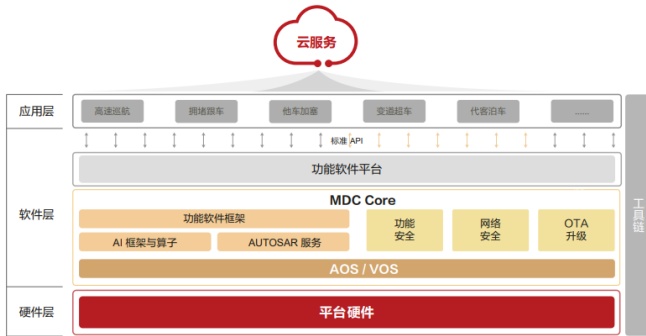 云服务
应用层
高速巡航
拥堵跟车
他车加塞
变道超车
代客泊车
......
标准 API
功能软件平台
软件层
MDC Core
功能软件框架
AI 框架与算子
AUTOSAR 服务
功能
安全
网络
安全
OTA
升级
AOS / VOS
硬件层
平台硬件
工具链